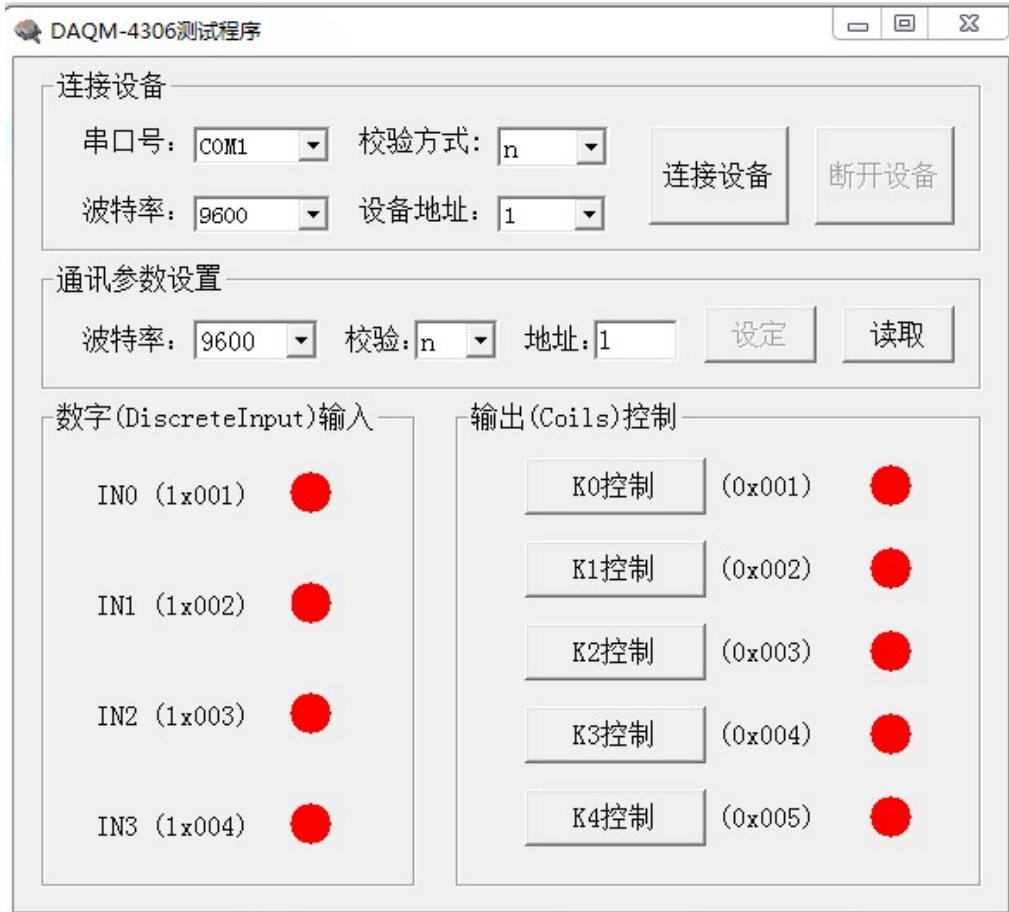 DAQM-4306测试程序
连接设备
串口号: COM1 校验方式: n 连接设备 断开设备
波特率: 9600 设备地址: 1
通讯参数设置
波特率: 9600 校验: n 地址: 1 设定 读取
数字(DiscreteInput)输入
IN0 (1x001)
IN1 (1x002)
IN2 (1x003)
IN3 (1x004)
输出(Coils)控制
K0控制 (0x001)
K1控制 (0x002)
K2控制 (0x003)
K3控制 (0x004)
K4控制 (0x005)